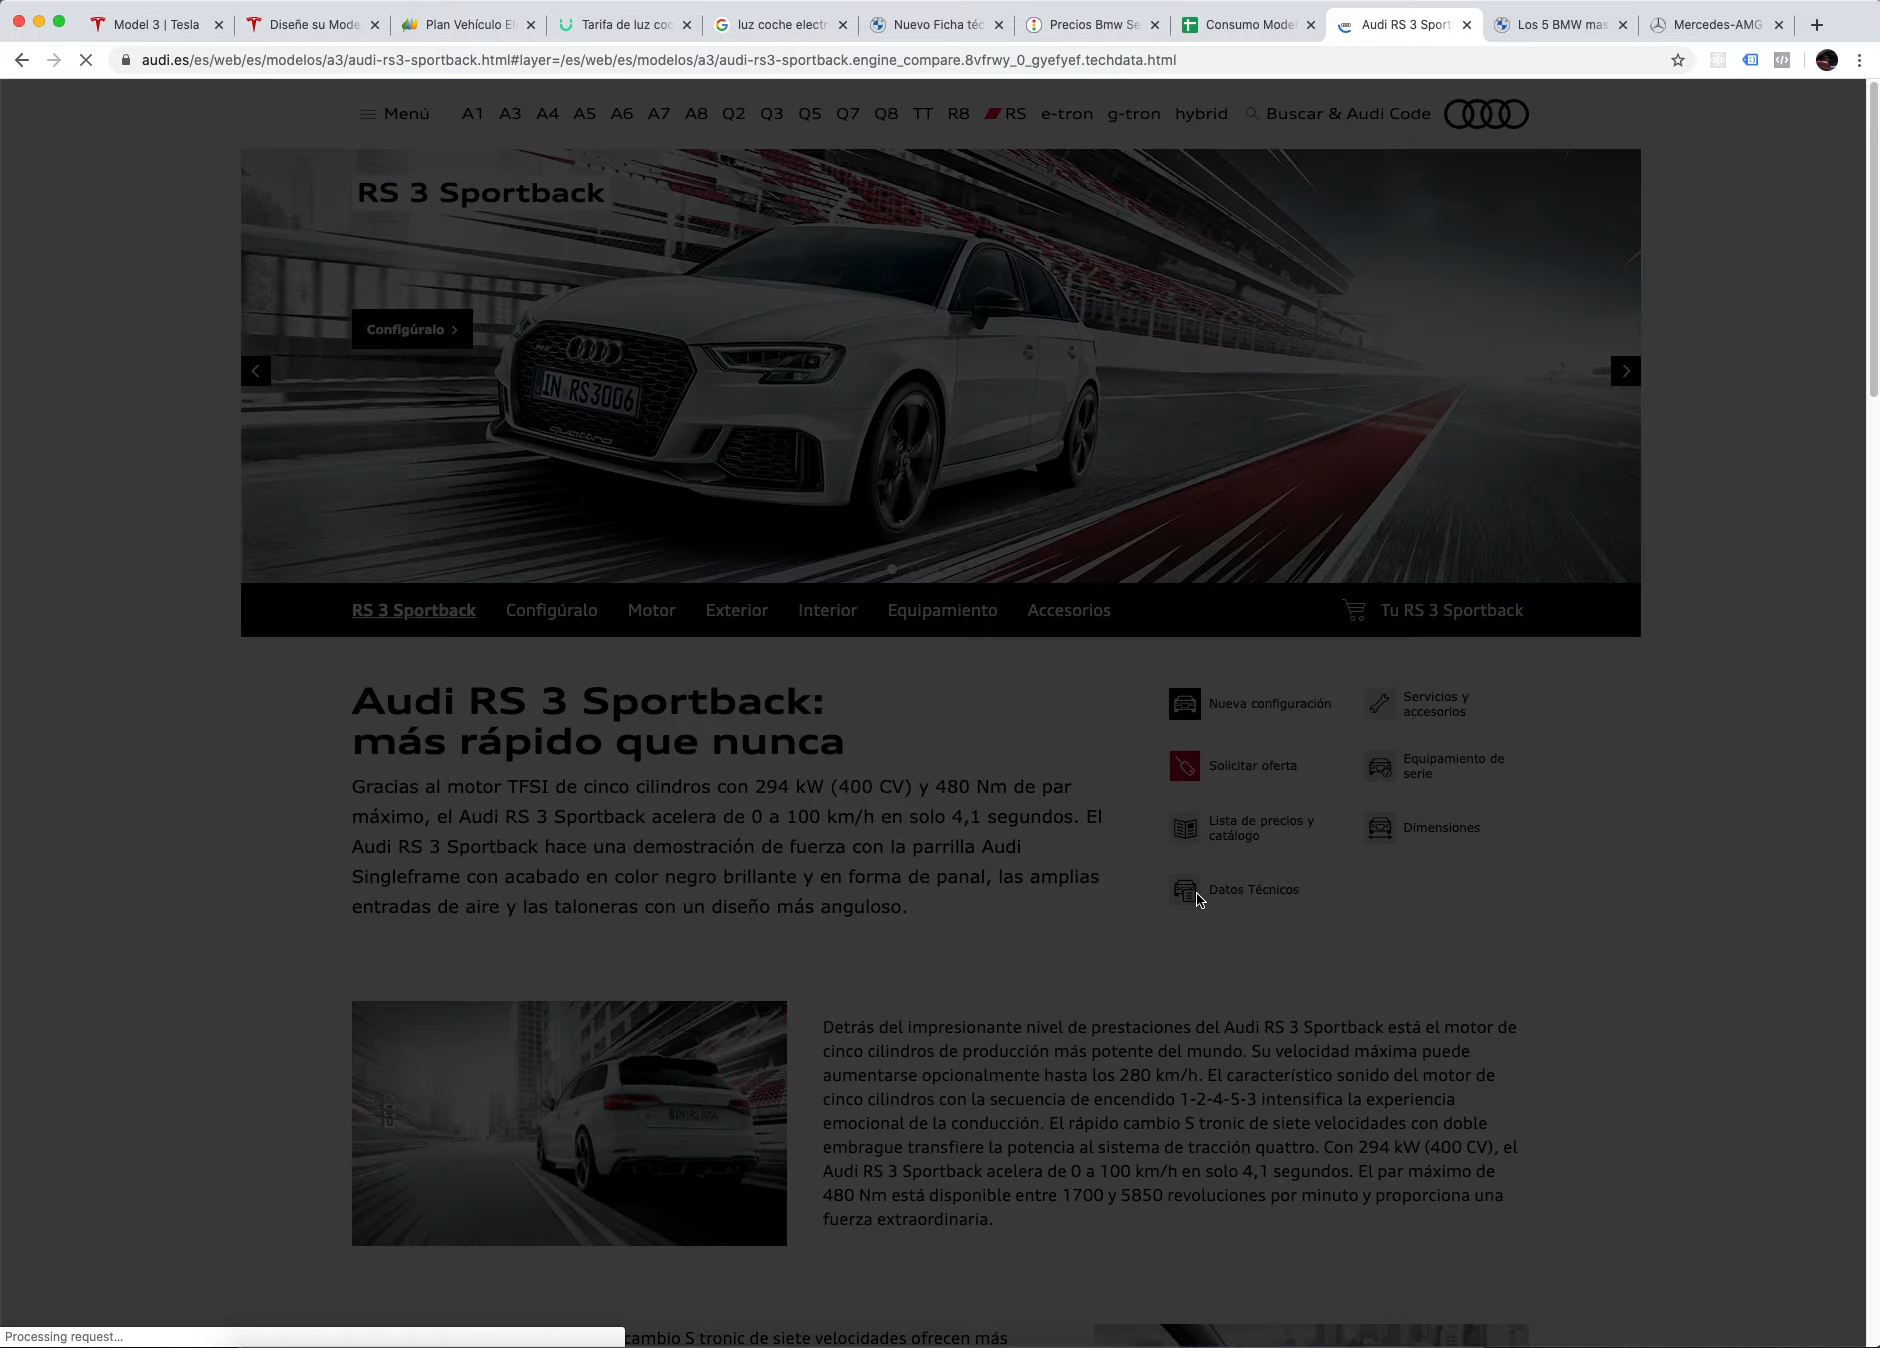 Model 3 | Tesla
Diseñe su Mode
Plan Vehículo El
Tarifa de luz coc
luz coche electr
Nuevo Ficha téc
Precios Bmw Se
Consumo Model
Audi RS 3 Sport
Los 5 BMW mas
Mercedes-AMG
audi.es/es/web/es/modelos/a3/audi-rs3-sportback.html#layer=/es/web/es/modelos/a3/audi-rs3-sportback.engine_compare.8vfrwy_0_gyefyef.techdata.html
Menú A1 A3 A4 A5 A6 A7 A8 Q2 Q3 Q5 Q7 Q8 TT R8 RS e-tron g-tron hybrid Buscar & Audi Code
RS 3 Sportback
Configúralo
IN-RS3006
quattro
RS 3 Sportback Configúralo Motor Exterior Interior Equipamiento Accesorios Tu RS 3 Sportback
Audi RS 3 Sportback:
más rápido que nunca
Gracias al motor TFSI de cinco cilindros con 294 kW (400 CV) y 480 Nm de par
máximo, el Audi RS 3 Sportback acelera de 0 a 100 km/h en solo 4,1 segundos. El
Audi RS 3 Sportback hace una demostración de fuerza con la parrilla Audi
Singleframe con acabado en color negro brillante y en forma de panal, las amplias
entradas de aire y las taloneras con un diseño más anguloso.
Nueva configuración
Servicios y
accesorios
Solicitar oferta
Equipamiento de
serie
Lista de precios y
catálogo
Dimensiones
Datos Técnicos
Detrás del impresionante nivel de prestaciones del Audi RS 3 Sportback está el motor de
cinco cilindros de producción más potente del mundo. Su velocidad máxima puede
aumentarse opcionalmente hasta los 280 km/h. El característico sonido del motor de
cinco cilindros con la secuencia de encendido 1-2-4-5-3 intensifica la experiencia
emocional de la conducción. El rápido cambio S tronic de siete velocidades con doble
embrague transfiere la potencia al sistema de tracción quattro. Con 294 kW (400 CV), el
Audi RS 3 Sportback acelera de 0 a 100 km/h en solo 4,1 segundos. El par máximo de
480 Nm está disponible entre 1700 y 5850 revoluciones por minuto y proporciona una
fuerza extraordinaria.
Processing request...
cambio S tronic de siete velocidades ofrecen más